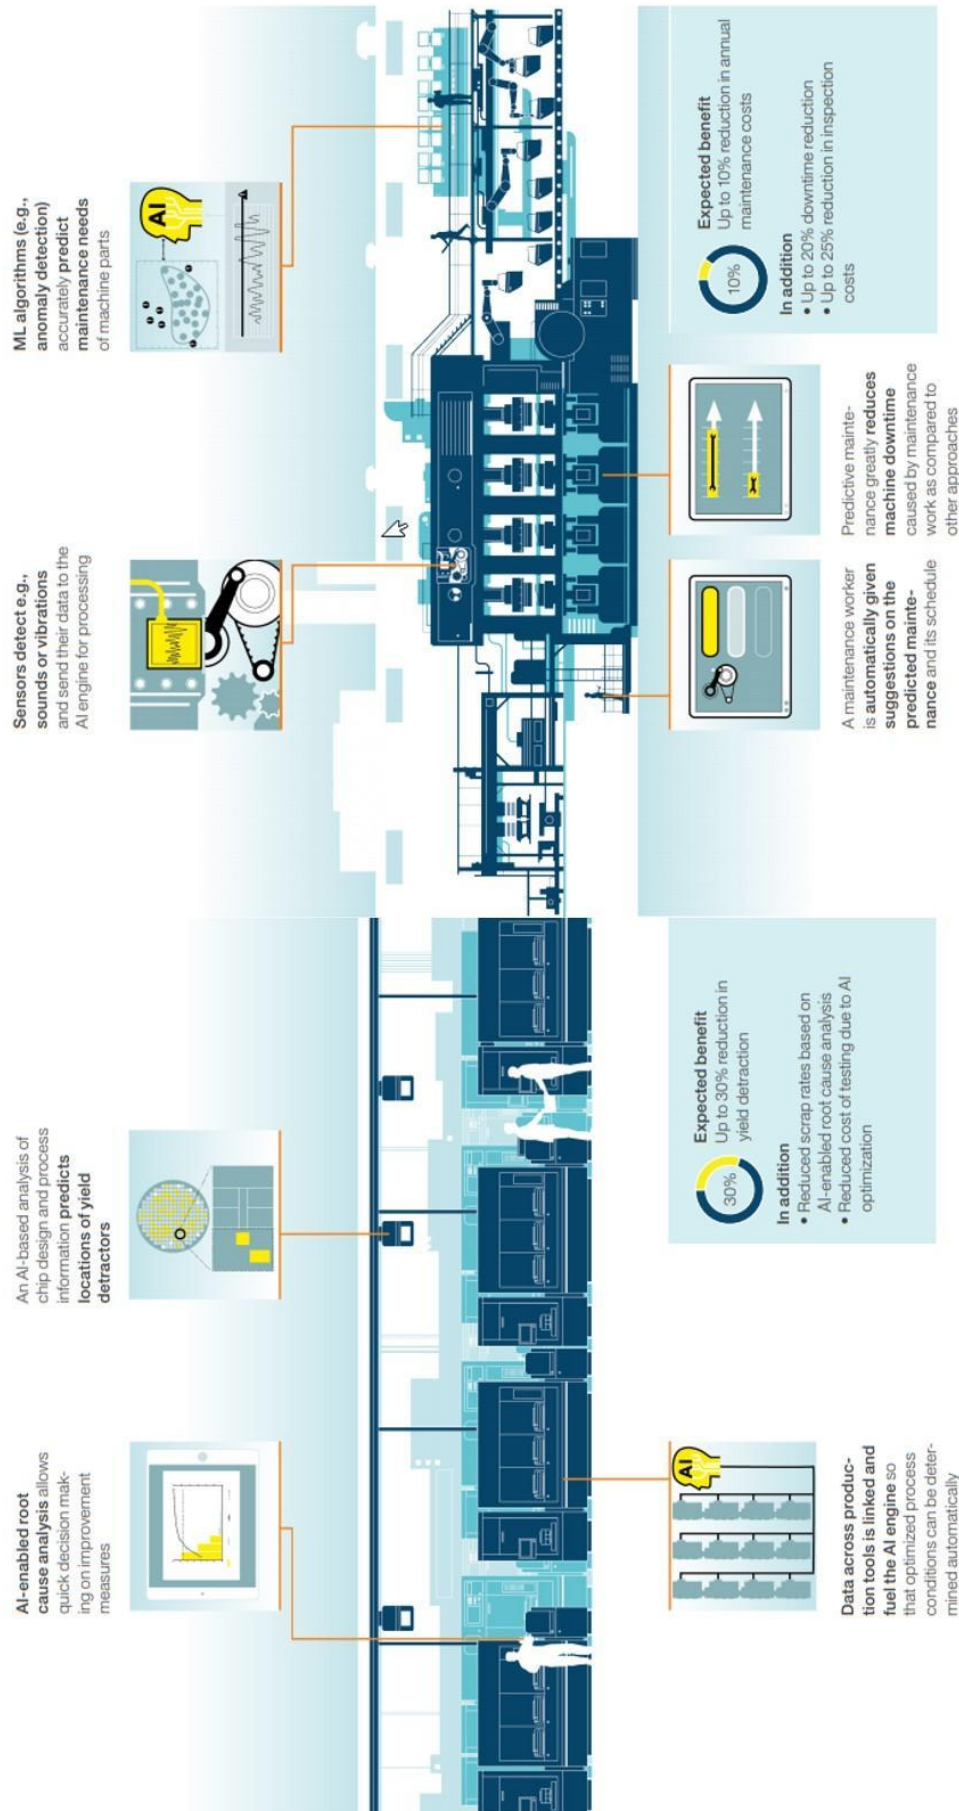 AI-enabled root
cause analysis allows
quick decision mak-
ing on improvement
measures
An AI-based analysis of
chip design and process
information predicts
locations of yield
detractors
Data across produc-
tion tools is linked and
fuel the AI engine so
that optimized process
conditions can be deter-
mined automatically
AI
30%
Expected benefit
Up to 30% reduction in
yield detraction
In addition
• Reduced scrap rates based on
AI-enabled root cause analysis
• Reduced cost of testing due to AI
optimization
Sensors detect e.g.,
sounds or vibrations
and send their data to the
AI engine for processing
ML algorithms (e.g.,
anomaly detection)
accurately predict
maintenance needs
of machine parts
AI
A maintenance worker
is automatically given
suggestions on the
predicted mainte-
nance and its schedule
Predictive mainte-
nance greatly reduces
machine downtime
caused by maintenance
work as compared to
other approaches
10%
Expected benefit
Up to 10% reduction in annual
maintenance costs
In addition
• Up to 20% downtime reduction
• Up to 25% reduction in inspection
costs